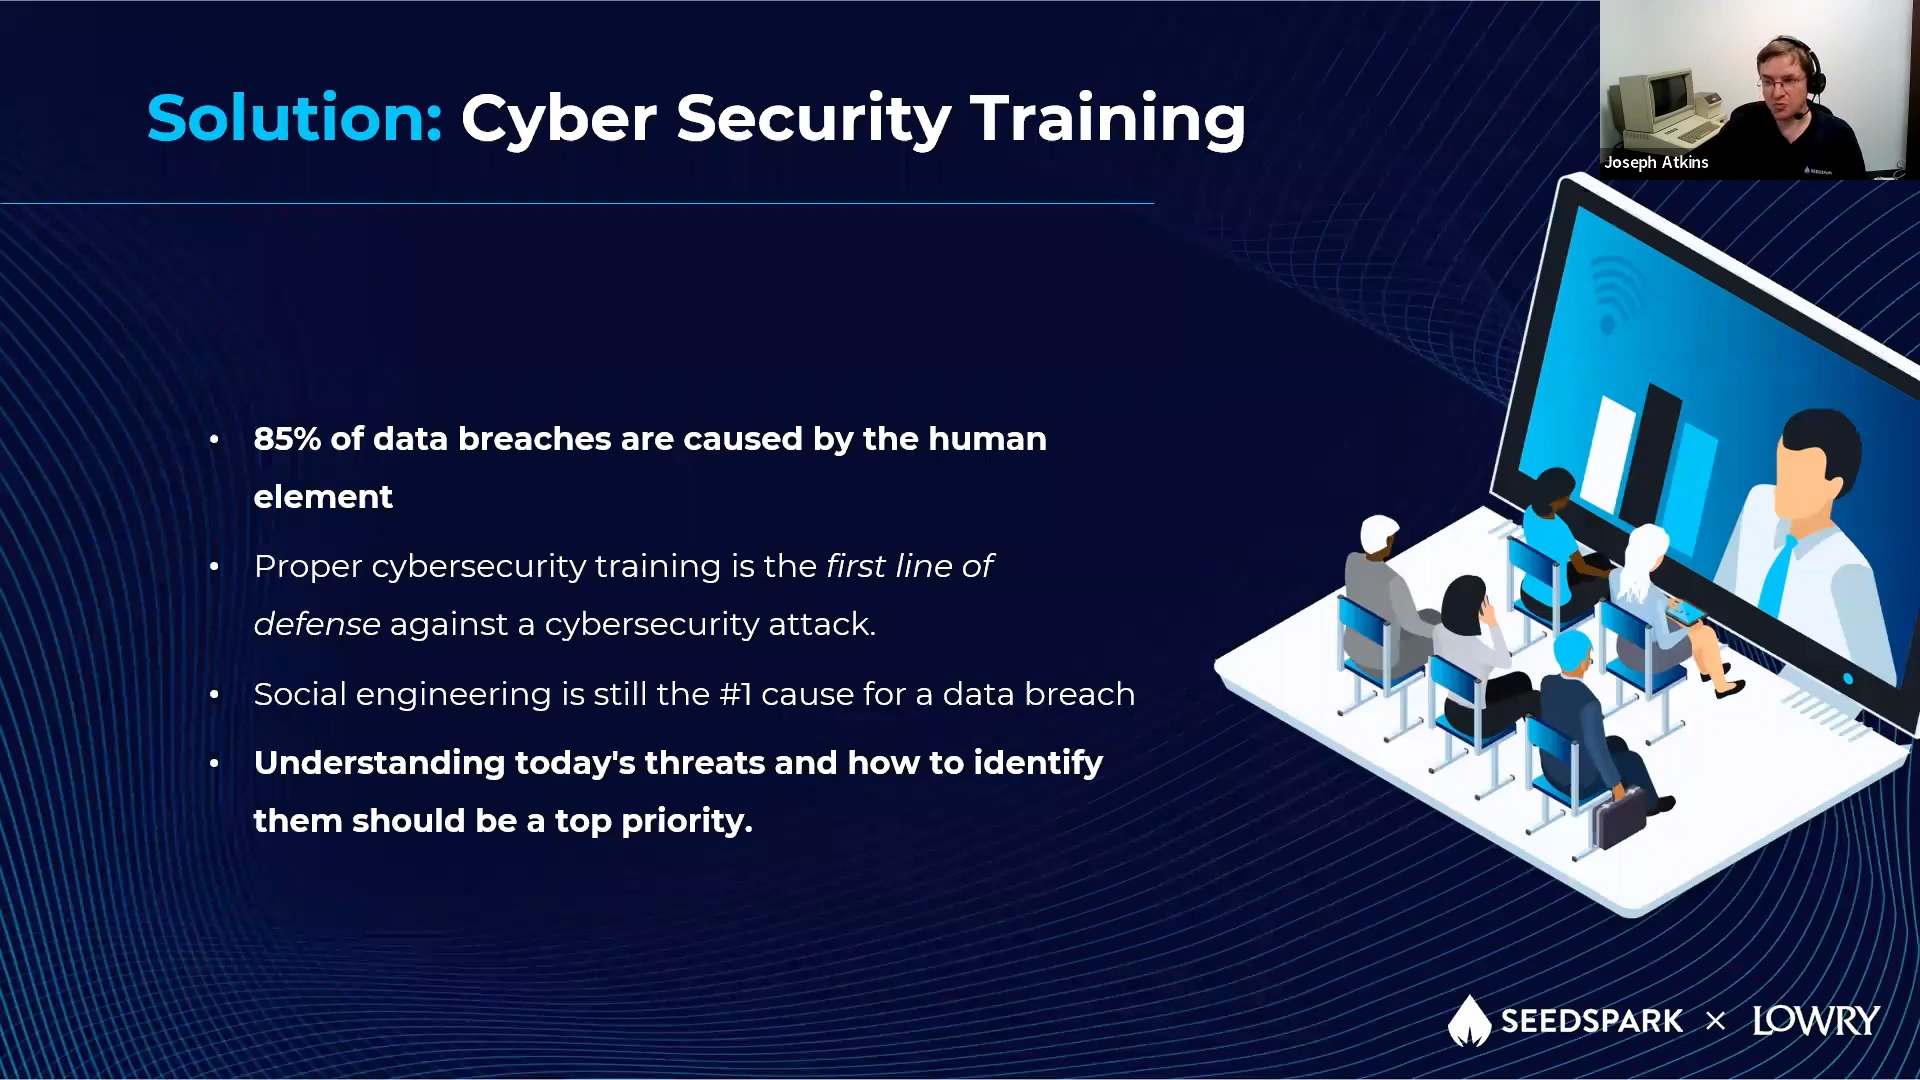 Solution: Cyber Security Training
Joseph Atkins
• 85% of data breaches are caused by the human
element
• Proper cybersecurity training is the first line of
defense against a cybersecurity attack.
• Social engineering is still the #1 cause for a data breach
• Understanding today's threats and how to identify
them should be a top priority.
SEEDSPARK × LOWRY